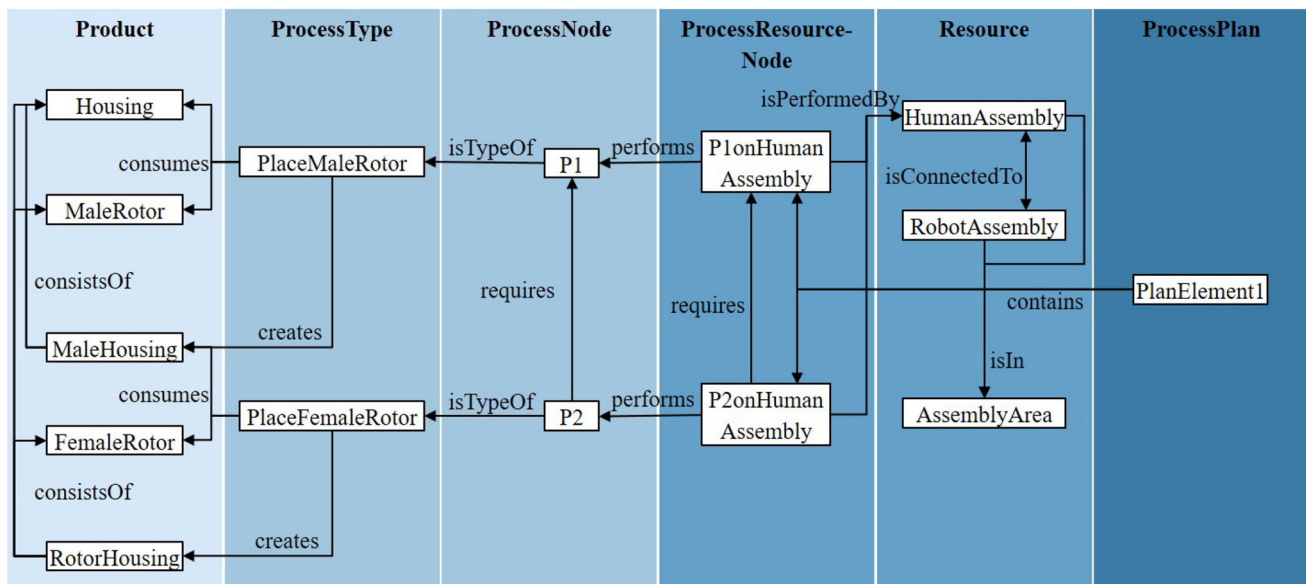 Product
ProcessType
ProcessNode
ProcessResource-
Node
Resource
ProcessPlan
Housing
consumes
MaleRotor
consistsOf
MaleHousing
consumes
FemaleRotor
consistsOf
RotorHousing
PlaceMaleRotor
creates
PlaceFemaleRotor
creates
isTypeOf
P1
requires
isTypeOf
P2
performs
P1onHuman
Assembly
requires
performs
P2onHuman
Assembly
isPerformedBy
HumanAssembly
isConnectedTo
RobotAssembly
contains
isIn
AssemblyArea
PlanElement1